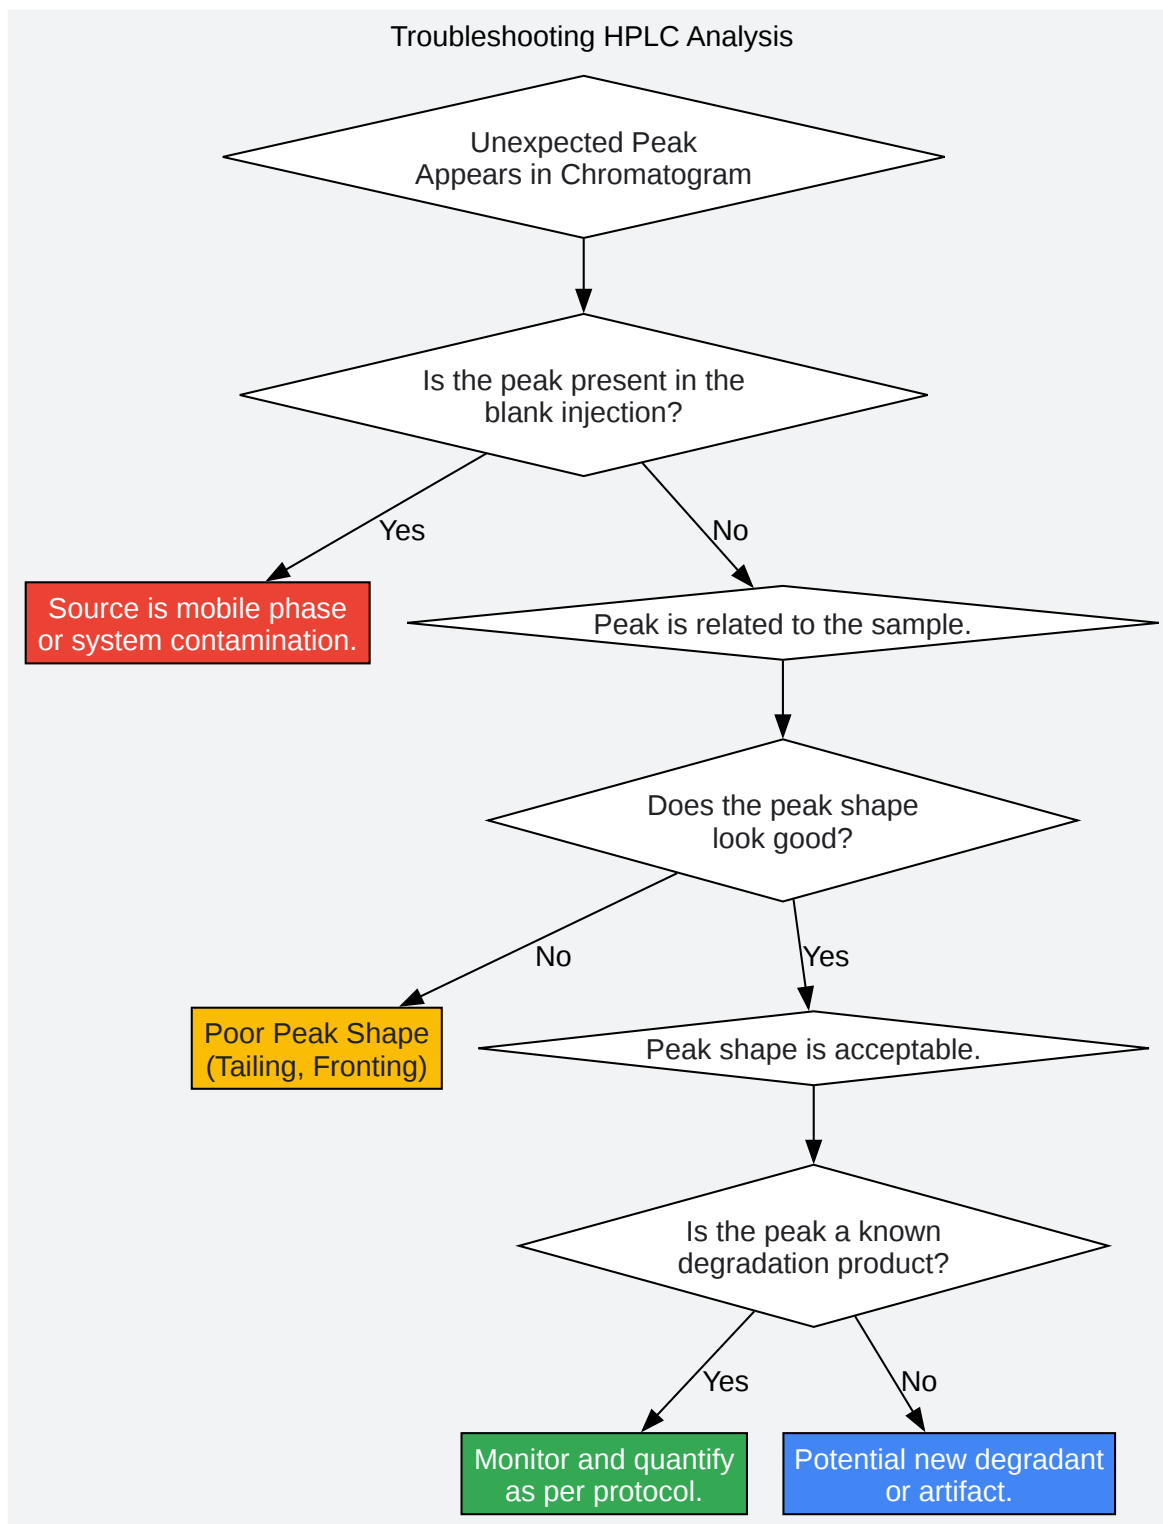 Troubleshooting HPLC Analysis
Unexpected Peak
Appears in Chromatogram
Is the peak present in the
blank injection?
Yes
No
Source is mobile phase
or system contamination.
Peak is related to the sample.
Does the peak shape
look good?
No
Yes
Poor Peak Shape
(Tailing, Fronting)
Peak shape is acceptable.
Is the peak a known
degradation product?
Yes
No
Monitor and quantify
as per protocol.
Potential new degradant
or artifact.